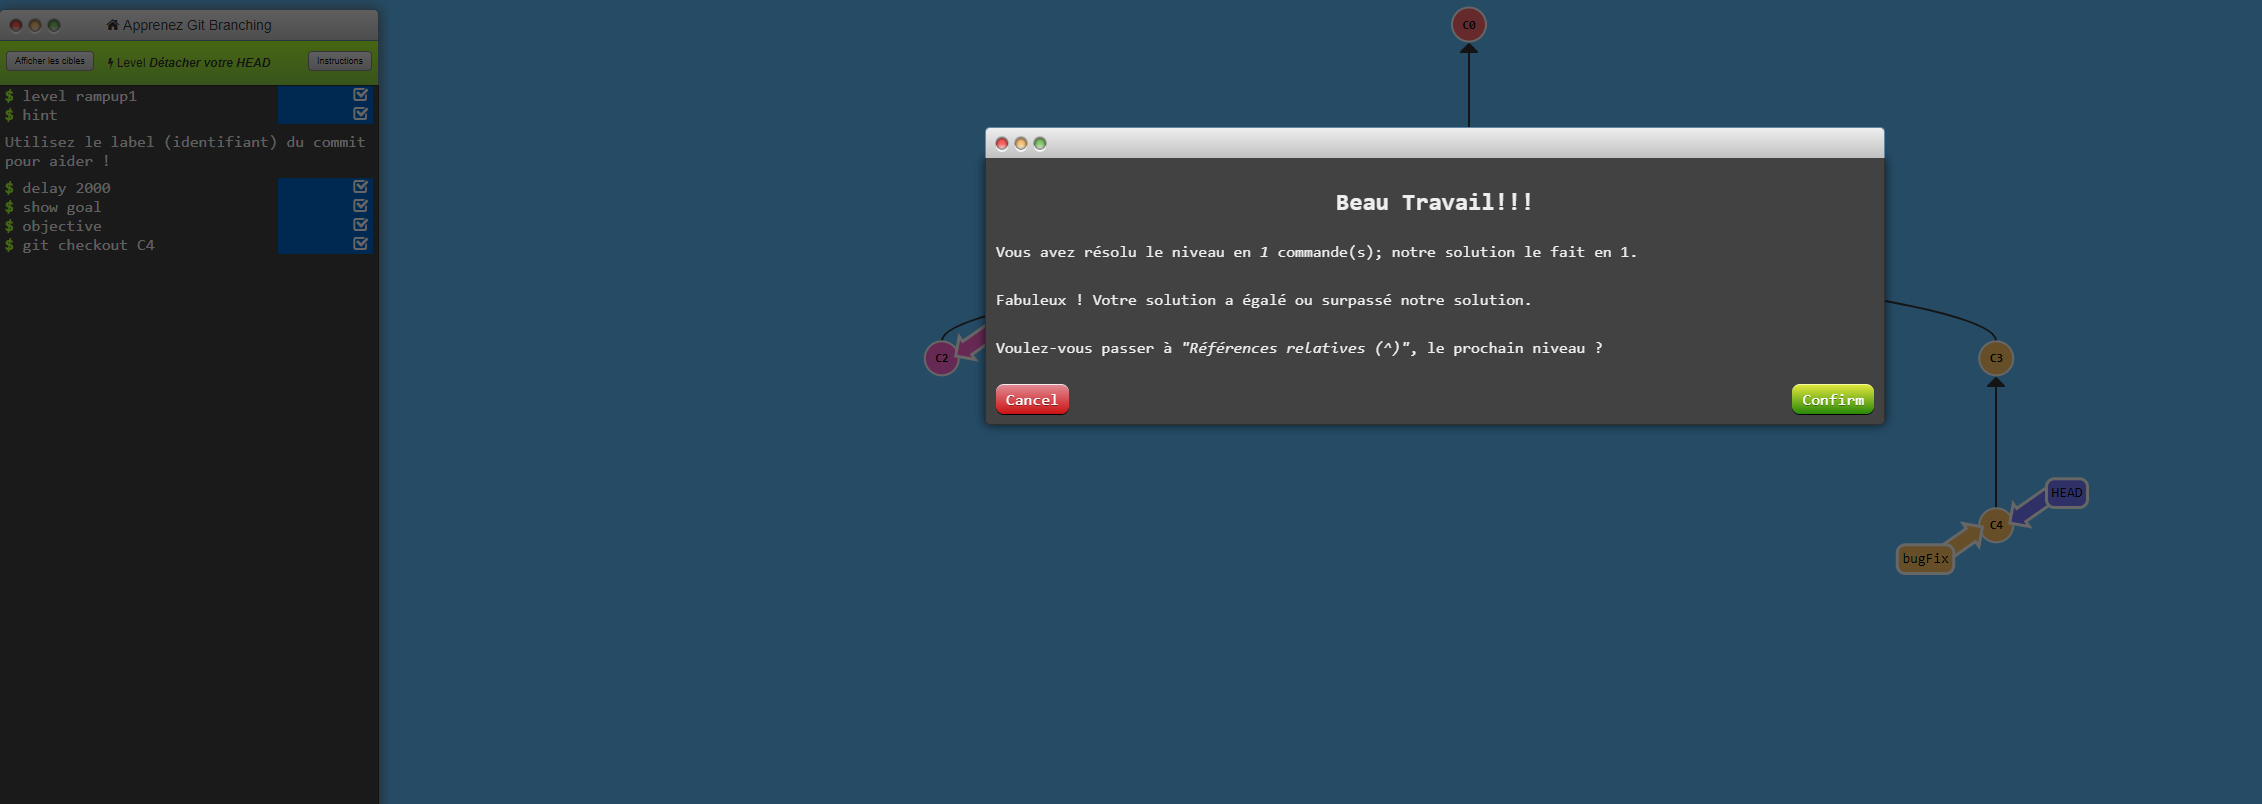 Apprenez Git Branching
Afficher les cibles
Level Détacher votre HEAD
Instructions
$ level rampup1
$ hint
Utilisez le label (identifiant) du commit
pour aider !
$ delay 2000
$ show goal
$ objective
$ git checkout C4
C0
Beau Travail!!!
Vous avez résolu le niveau en 1 commande(s); notre solution le fait en 1.
Fabuleux ! Votre solution a égalé ou surpassé notre solution.
Voulez-vous passer à "Références relatives (^)", le prochain niveau ?
Cancel
Confirm
C2
C3
HEAD
C4
bugFix